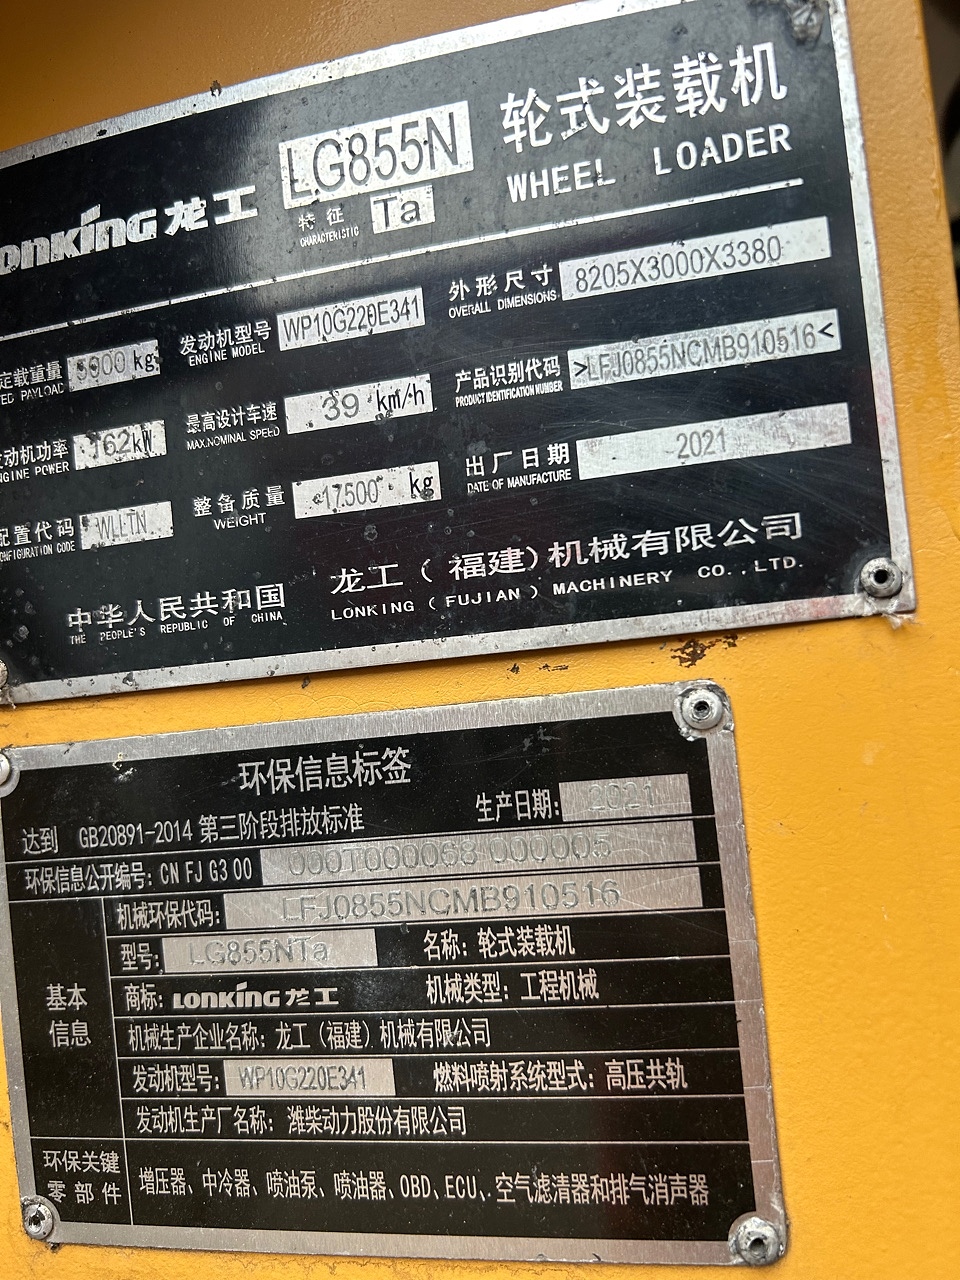 LONKING 龙工 LG855N 轮式装载机
特征 CHARACTERISTIC Ta WHEEL LOADER
定载重量 PAYLOAD kg 发动机型号 ENGINE MODEL WP10G220E341 外形尺寸 OVERALL DIMENSIONS 8205X3000X3380
动机功率 ENGINE POWER 162kW 最高设计车速 MAX.NOMINAL SPEED 39 km/h 产品识别代码 PRODUCT IDENTIFICATION NUMBER >LFJ0855NCMB910516<
配置代码 CONFIGURATION CODE WLLTN 整备质量 WEIGHT 17500 kg 出厂日期 DATE OF MANUFACTURE 2021
中华人民共和国 龙工(福建)机械有限公司
THE PEOPLE'S REPUBLIC OF CHINA LONKING (FUJIAN) MACHINERY CO.,LTD.
环保信息标签
生产日期: 2021
达到 GB20891-2014 第三阶段排放标准
环保信息公开编号: CN FJ G3 00 000T000068 000005
基本信息
机械环保代码: LFJ0855NCMB910516
型号: LG855NTa 名称: 轮式装载机
商标: LONKING 龙工 机械类型: 工程机械
机械生产企业名称: 龙工(福建)机械有限公司
发动机型号: WP10G220E341 燃料喷射系统型式: 高压共轨
发动机生产厂名称: 潍柴动力股份有限公司
环保关键零部件
增压器、中冷器、喷油泵、喷油器、OBD、ECU、空气滤清器和排气消声器